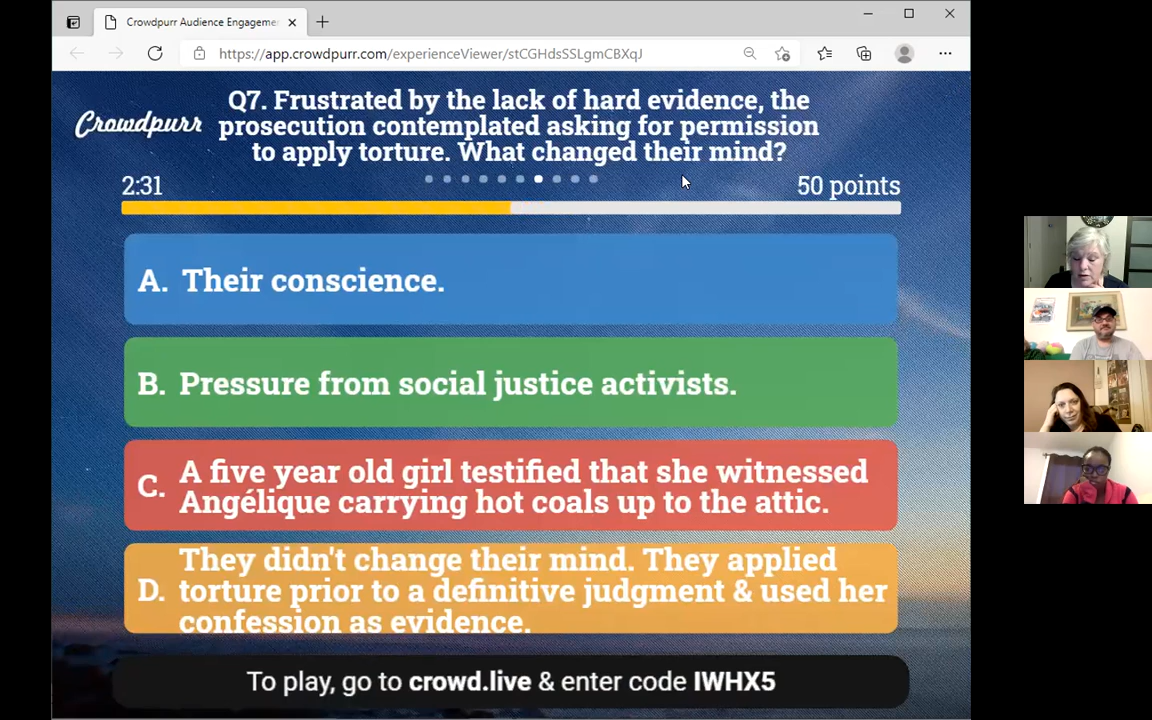 Crowdpurr Audience Engageme
https://app.crowdpurr.com/experienceViewer/stCGHdsSSLgmCBXqJ
Crowdpurr
Q7. Frustrated by the lack of hard evidence, the
prosecution contemplated asking for permission
to apply torture. What changed their mind?
2:31
50 points
A. Their conscience.
B. Pressure from social justice activists.
C. A five year old girl testified that she witnessed
Angélique carrying hot coals up to the attic.
D. They didn't change their mind. They applied
torture prior to a definitive judgment & used her
confession as evidence.
To play, go to crowd.live & enter code IWHX5